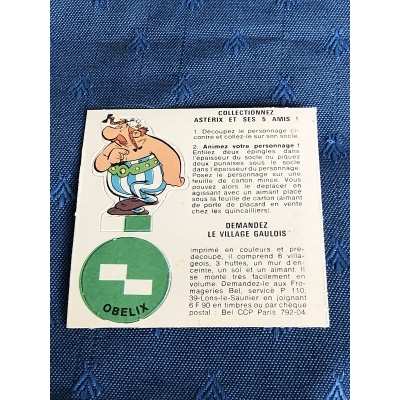 COLLECTIONNEZ
ASTERIX ET SES 5 AMIS !
1. Découpez le personnage ci-
contre et collez-le sur son socle.
2. Animez votre personnage !
Entilez deux épingles dans
l'épaisseur du socle ou piquez
deux punaises sous le socle.
Posez le personnage sur une
feuille de carton mince. Vous
pouvez alors le déplacer en
agissant avec un aimant placé
sous la feuille de carton (aimant
de porte de placard en vente
chez les quincailliers).
DEMANDEZ
LE VILLAGE GAULOIS
imprimé en couleurs et pré-
découpé, il comprend 6 villa-
geois, 3 huttes, un mur d'en-
ceinte, un sol et un aimant. Il
se monte très facilement en
volume. Demandez-le aux Fro-
mageries Bel, service P 110,
39-Lons-le-Saunier en joignant
6 F 90 en timbres ou par chèque
postal : Bel CCP Paris 792-04
OBELIX